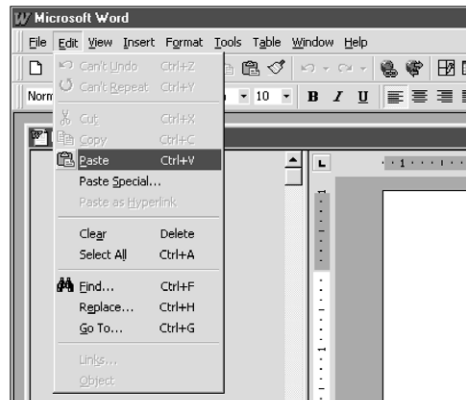 Microsoft Word
File Edit View Insert Format Tools Table Window Help
Can't Undo Ctrl+Z
Can't Repeat Ctrl+Y
10 B I U
Cut Ctrl+X
Copy Ctrl+C
Paste Ctrl+V
L 1
Paste Special...
Paste as Hyperlink
Clear Delete
Select All Ctrl+A
Find... Ctrl+F
Replace... Ctrl+H
Go To... Ctrl+G
1
Links...
Object